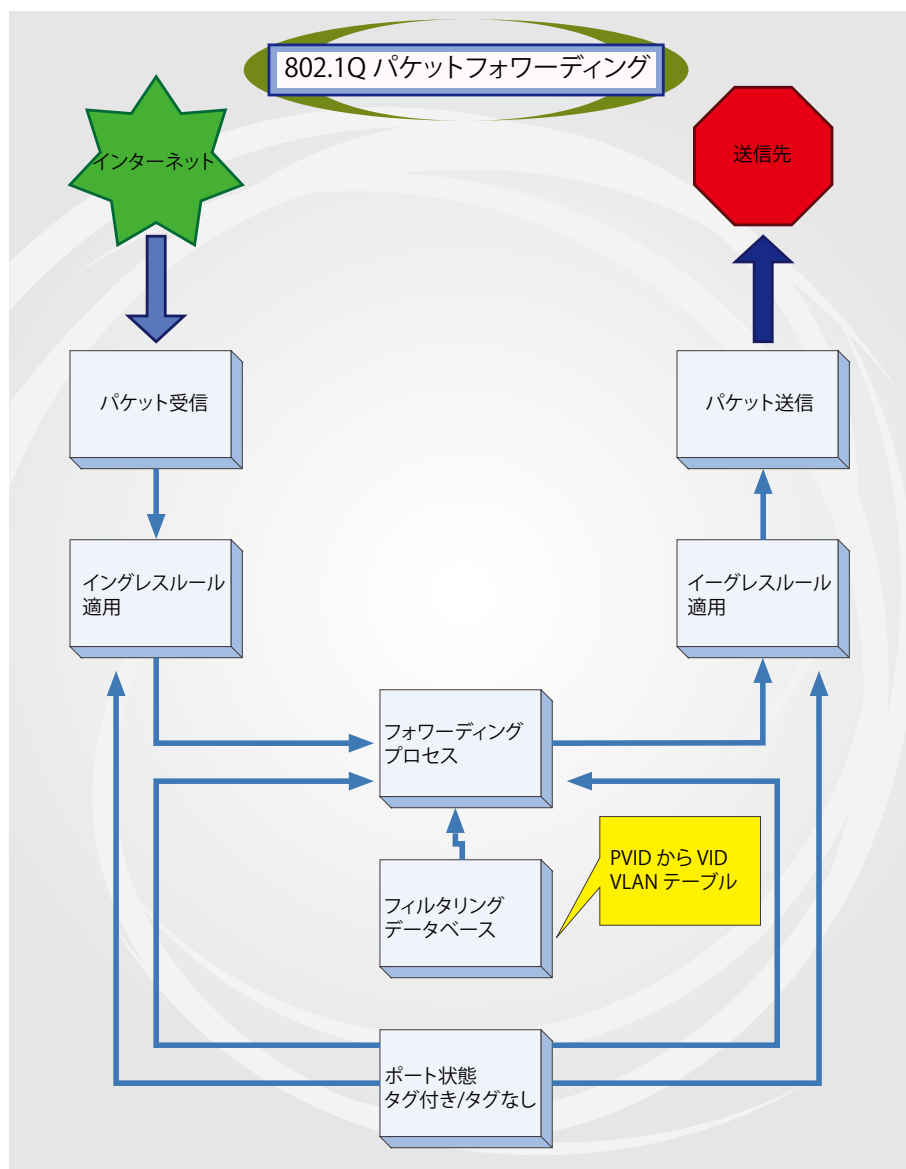 802.1Q パケットフォワーディング
インターネット
送信先
パケット受信
パケット送信
イングレスルール
適用
イーグレスルール
適用
フォワーディング
プロセス
PVID から VID
VLAN テーブル
フィルタリング
データベース
ポート状態
タグ付き/タグなし